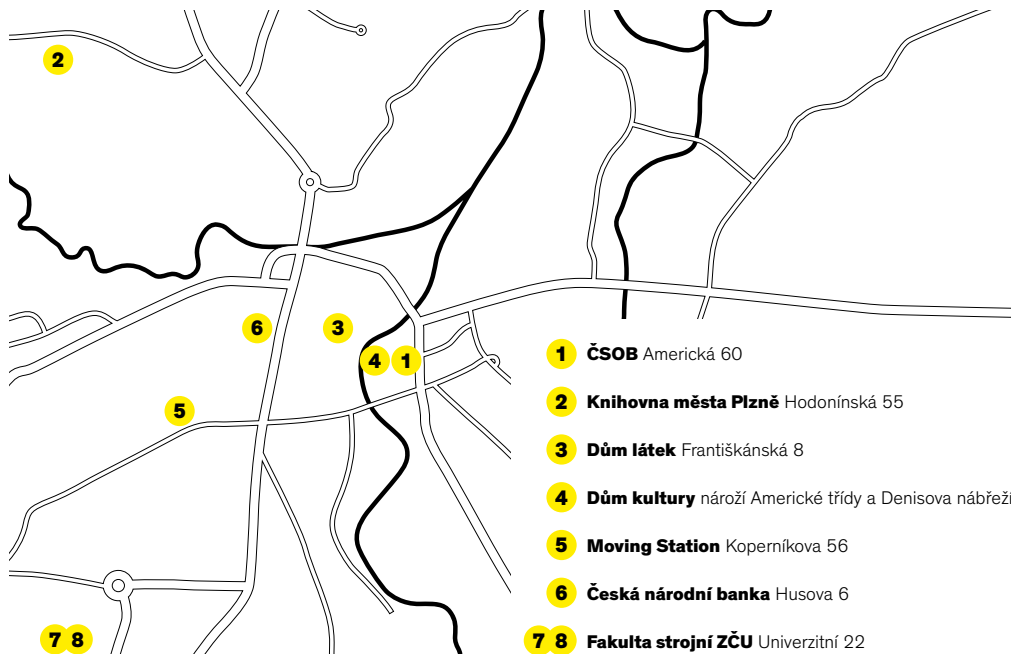 2
6
3
4 1
5
7 8
1 ČSOB Americká 60
2 Knihovna města Plzně Hodonínská 55
3 Dům látek Františkánská 8
4 Dům kultury nároží Americké třídy a Denisova nábřeží
5 Moving Station Koperníkova 56
6 Česká národní banka Husova 6
7 8 Fakulta strojní ZČU Univerzitní 22